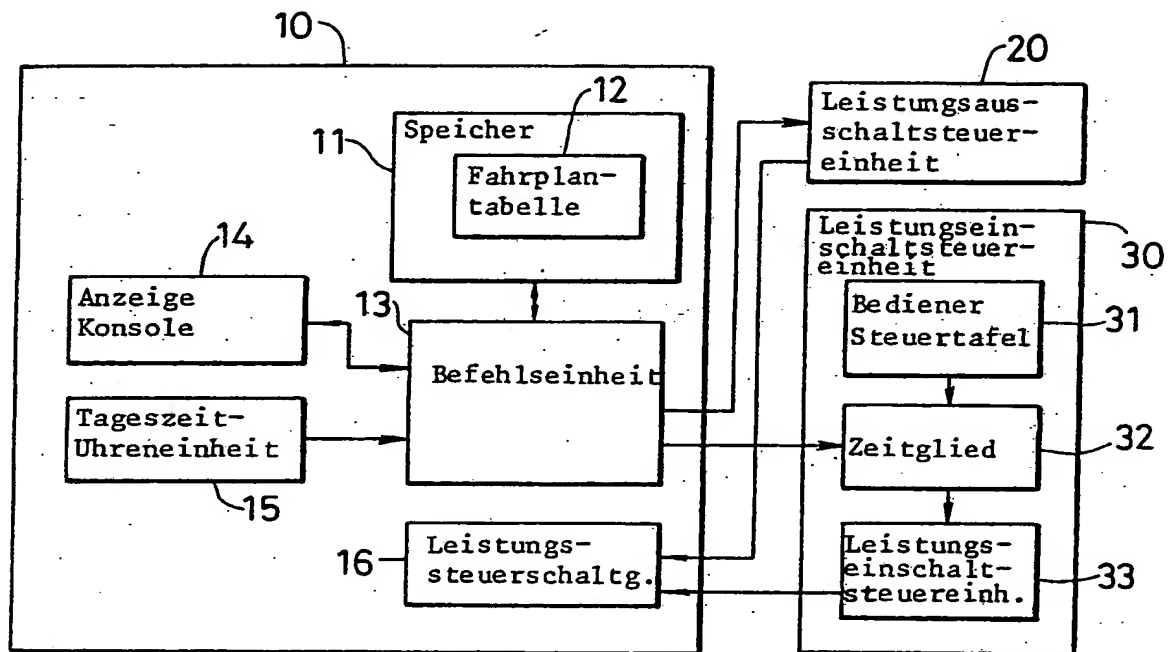 10
20
11
Speicher
12
Fahrplan-
tabelle
Leistungsaus-
schaltsteuer-
einheit
14
Anzeige
Konsole
13
Befehlseinheit
Tageszeit-
Uhreneinheit
15
16
Leistungs-
steuerschaltg.
Leistungsein-
schaltsteuer-
einheit
30
Bediener
Steuertafel
31
Zeitglied
32
Leistungs-
einschalt-
steuereinh.
33